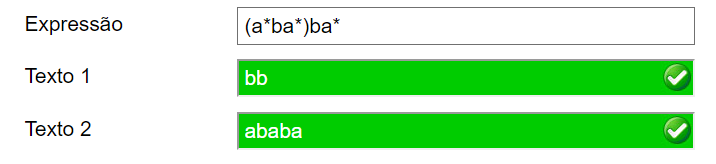 Expressão (a*ba*)ba*
Texto 1 bb
Texto 2 ababa